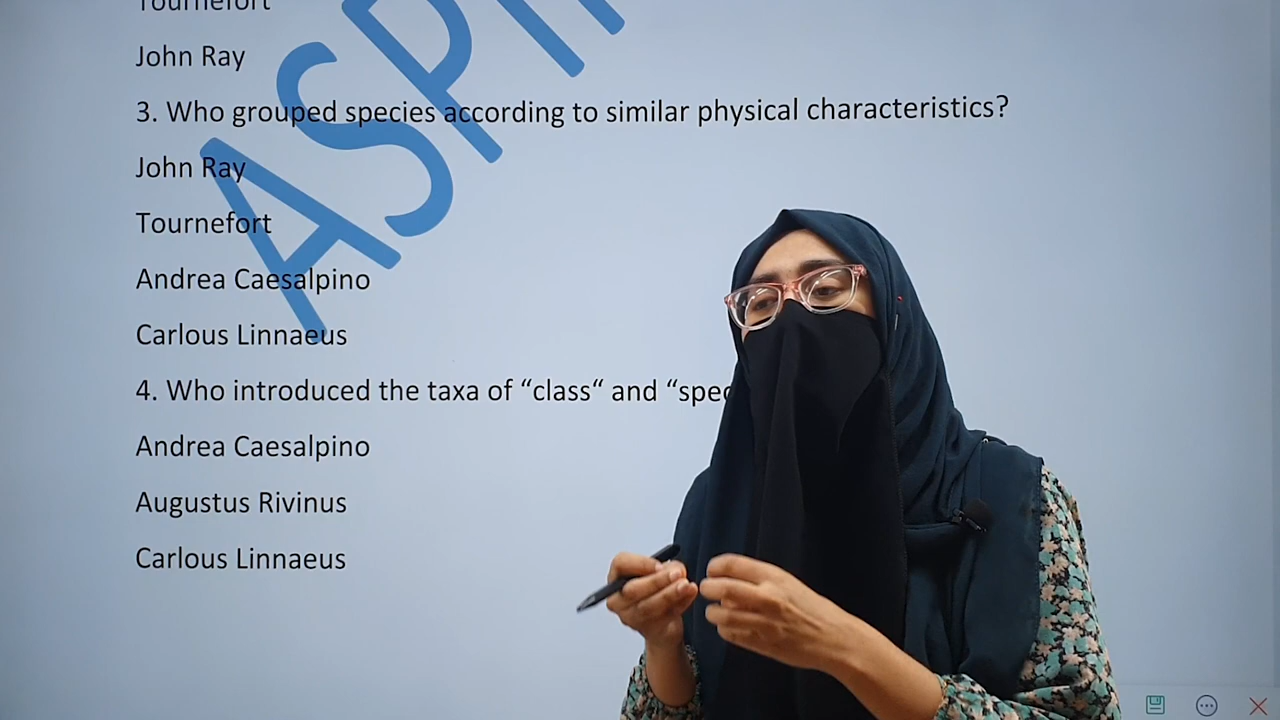 Tournefort
John Ray
3. Who grouped species according to similar physical characteristics?
John Ray
Tournefort
Andrea Caesalpino
Carlous Linnaeus
4. Who introduced the taxa of “class“ and “spec
Andrea Caesalpino
Augustus Rivinus
Carlous Linnaeus